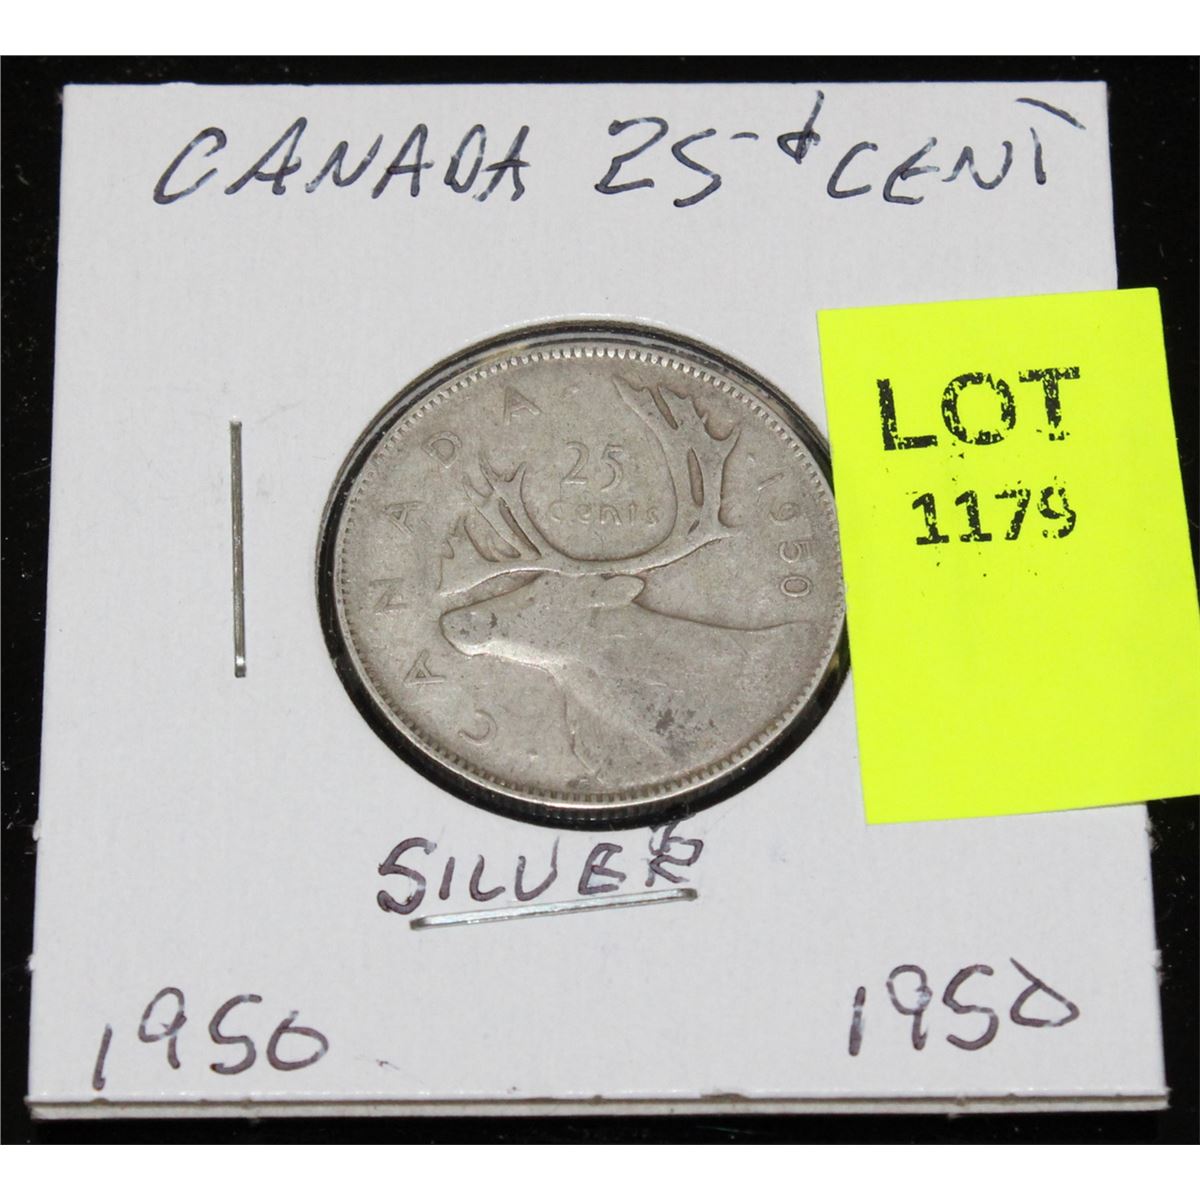 CANADA 25-¢ CENT
LOT
1179
CANADA
25
cents
1950
SILVER
1950
1950